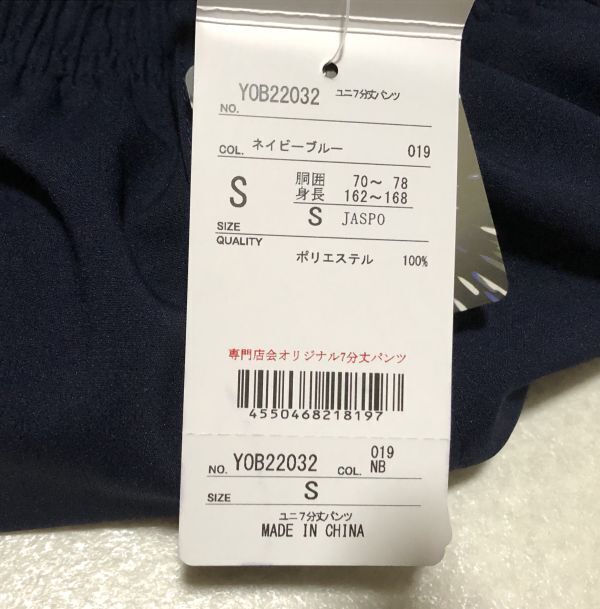 YOB22032 ユニ7分丈パンツ
NO.
COL. ネイビーブルー 019
S 胴囲 70〜 78
身長 162〜168
S JASPO
SIZE
QUALITY
ポリエステル 100%
専門店会オリジナル7分丈パンツ
4550468218197
019
NO. YOB22032 COL. NB
SIZE S
ユニ7分丈パンツ
MADE IN CHINA